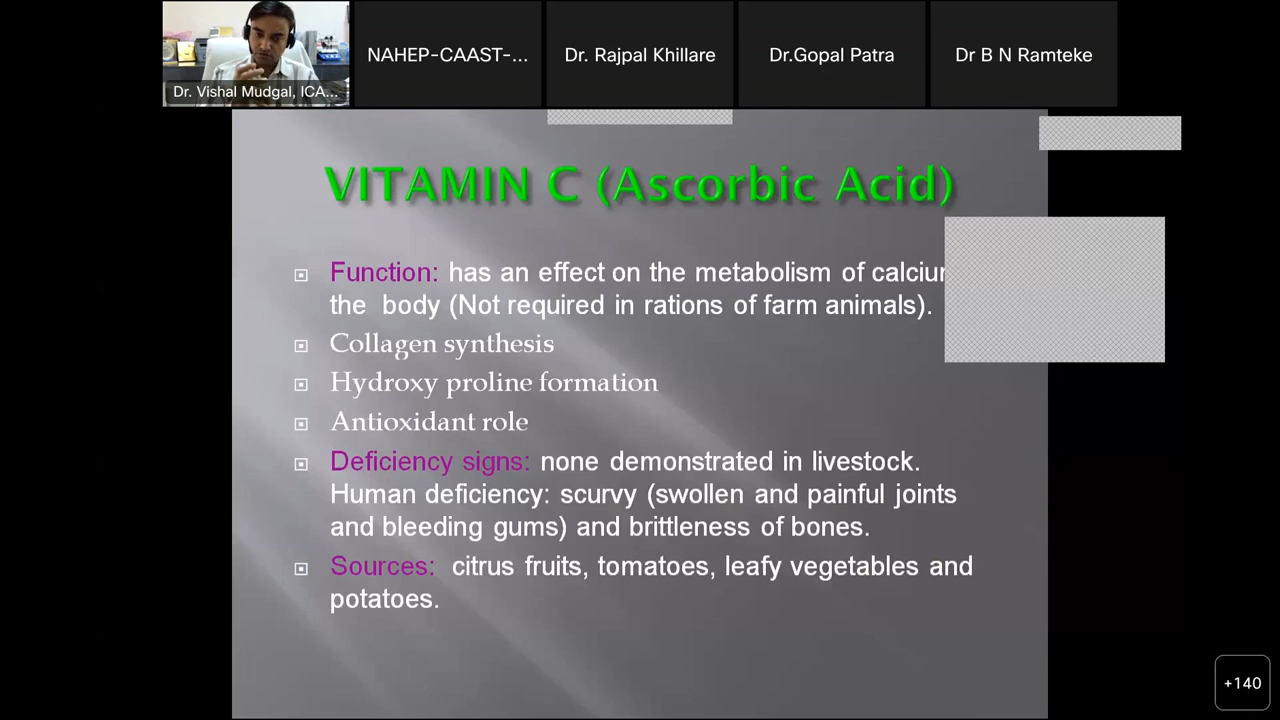 NAHEP-CAAST-...
Dr. Rajpal Khillare
Dr.Gopal Patra
Dr B N Ramteke
Dr. Vishal Mudgal, ICA...
VITAMIN C (Ascorbic Acid)
Function: has an effect on the metabolism of
the body (Not required in rations of farm animals).
Collagen synthesis
Hydroxy proline formation
Antioxidant role
Deficiency signs: none demonstrated in livestock.
Human deficiency: scurvy (swollen and painful joints
and bleeding gums) and brittleness of bones.
Sources: citrus fruits, tomatoes, leafy vegetables and
potatoes.
+140